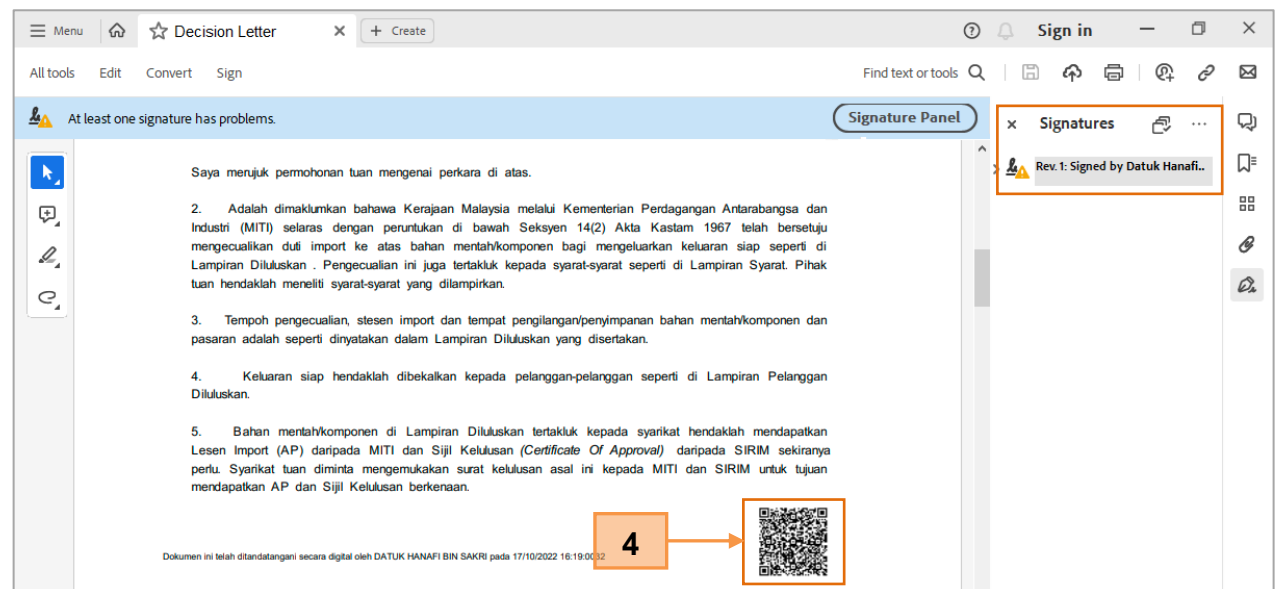 Menu
Decision Letter
Create
Sign in
All tools Edit Convert Sign
Find text or tools
At least one signature has problems.
Signature Panel
Signatures
Rev. 1: Signed by Datuk Hanafi..
Saya merujuk permohonan tuan mengenai perkara di atas.
2. Adalah dimaklumkan bahawa Kerajaan Malaysia melalui Kementerian Perdagangan Antarabangsa dan
Industri (MITI) selaras dengan peruntukan di bawah Seksyen 14(2) Akta Kastam 1967 telah bersetuju
mengecualikan duti import ke atas bahan mentah/komponen bagi mengeluarkan keluaran siap seperti di
Lampiran Diluluskan . Pengecualian ini juga tertakluk kepada syarat-syarat seperti di Lampiran Syarat. Pihak
tuan hendaklah meneliti syarat-syarat yang dilampirkan.
3. Tempoh pengecualian, stesen import dan tempat pengilangan/penyimpanan bahan mentah/komponen dan
pasaran adalah seperti dinyatakan dalam Lampiran Diluluskan yang disertakan.
4. Keluaran siap hendaklah dibekalkan kepada pelanggan-pelanggan seperti di Lampiran Pelanggan
Diluluskan.
5. Bahan mentah/komponen di Lampiran Diluluskan tertakluk kepada syarikat hendaklah mendapatkan
Lesen Import (AP) daripada MITI dan Sijil Kelulusan (Certificate Of Approval) daripada SIRIM sekiranya
perlu. Syarikat tuan diminta mengemukakan surat kelulusan asal ini kepada MITI dan SIRIM untuk tujuan
mendapatkan AP dan Sijil Kelulusan berkenaan.
4
Dokumen ini telah ditandatangani secara digital oleh DATUK HANAFI BIN SAKRI pada 17/10/2022